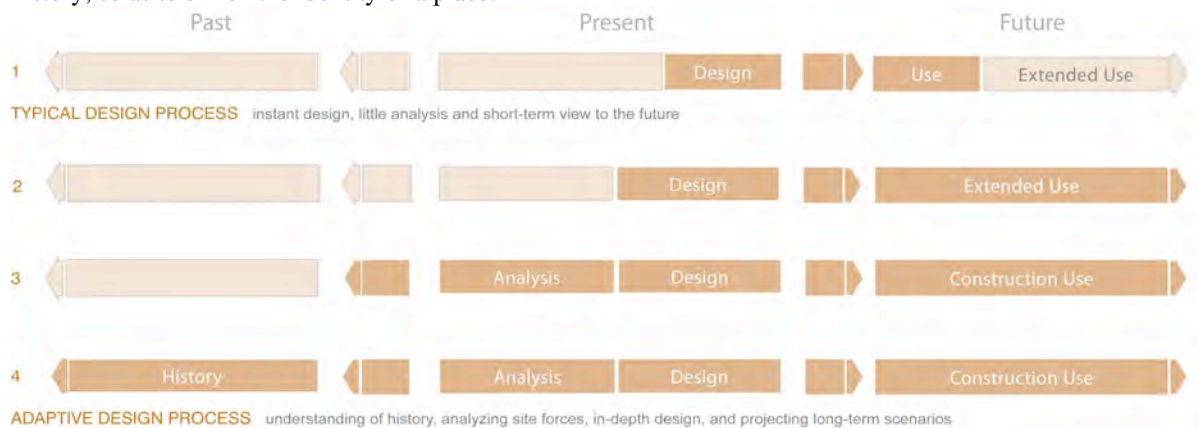 Past Present Future
1 Design Use Extended Use
TYPICAL DESIGN PROCESS instant design, little analysis and short-term view to the future
2 Design Extended Use
3 Analysis Design Construction Use
4 History Analysis Design Construction Use
ADAPTIVE DESIGN PROCESS understanding of history, analyzing site forces, in-depth design, and projecting long-term scenarios